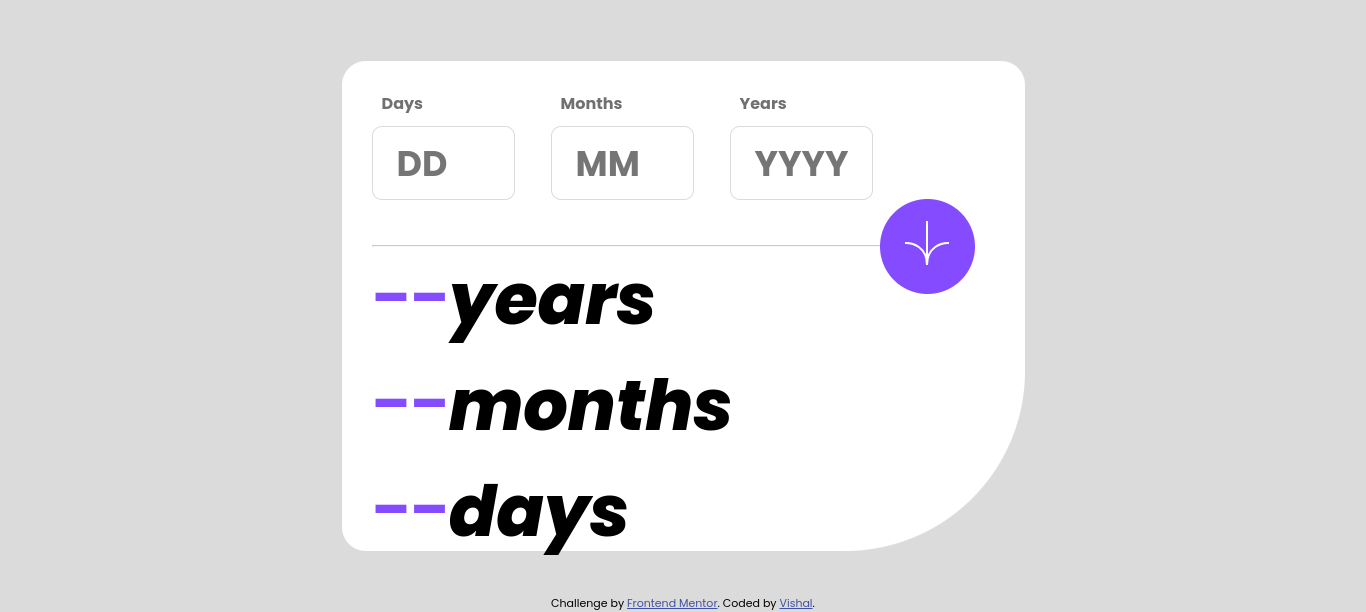 Days Months Years
DD MM YYYY
--years
--months
--days
Challenge by Frontend Mentor. Coded by Vishal.